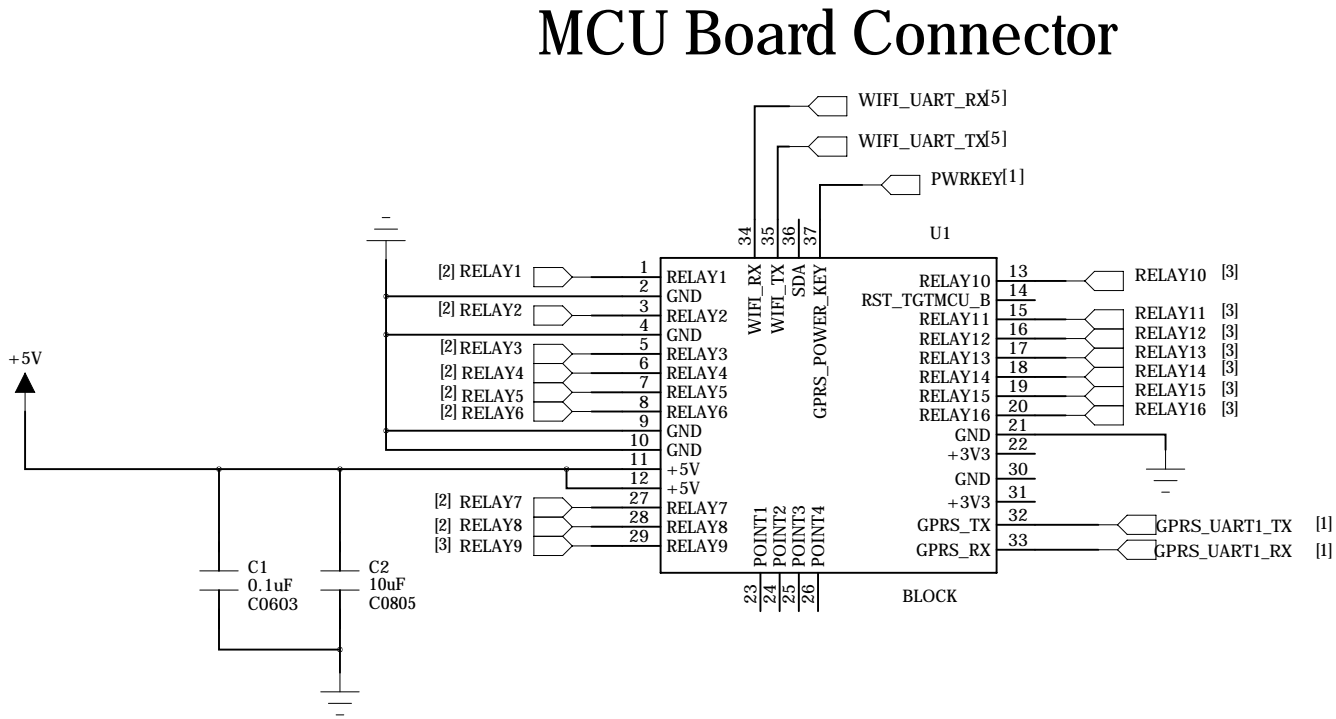 MCU Board Connector
WIFI_UART_RX[5]
WIFI_UART_TX[5]
PWRKEY[1]
34
35
36
37
U1
WIFI_RX
WIFI_TX
SDA
GPRS_POWER_KEY
[2] RELAY1 1 RELAY1
2 GND
[2] RELAY2 3 RELAY2
4 GND
[2] RELAY3 5 RELAY3
[2] RELAY4 6 RELAY4
[2] RELAY5 7 RELAY5
[2] RELAY6 8 RELAY6
9 GND
10 GND
+5V
11 +5V
12 +5V
[2] RELAY7 27 RELAY7
[2] RELAY8 28 RELAY8
[3] RELAY9 29 RELAY9
RELAY10 13 RELAY10 [3]
RST_TGTMCU_B 14
RELAY11 15 RELAY11 [3]
RELAY12 16 RELAY12 [3]
RELAY13 17 RELAY13 [3]
RELAY14 18 RELAY14 [3]
RELAY15 19 RELAY15 [3]
RELAY16 20 RELAY16 [3]
GND 21
+3V3 22
GND 30
+3V3 31
GPRS_TX 32 GPRS_UART1_TX [1]
GPRS_RX 33 GPRS_UART1_RX [1]
POINT1
POINT2
POINT3
POINT4
23
24
25
26
BLOCK
C1
0.1uF
C0603
C2
10uF
C0805